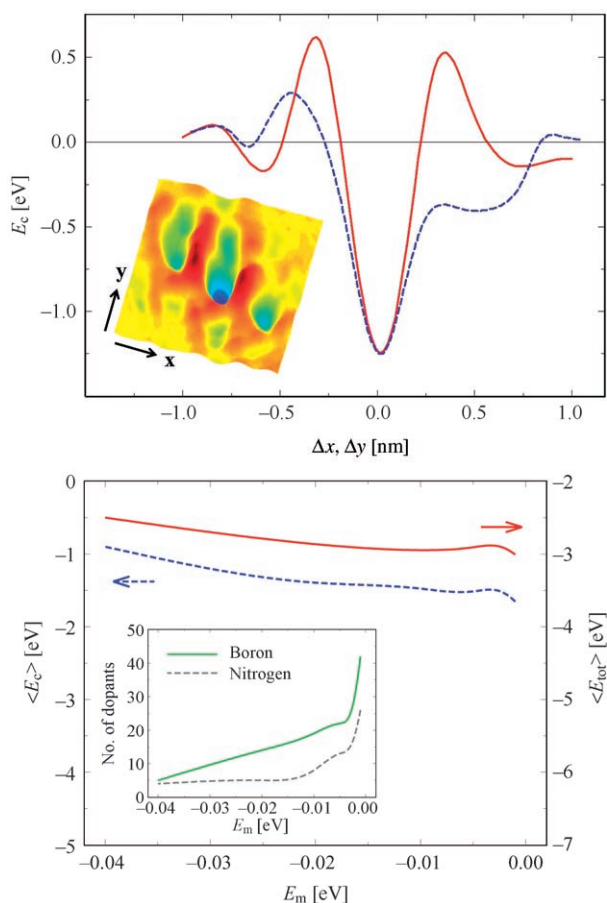 0.5
0.0
−0.5
−1.0
E_c [eV]
y
x
−1.0 −0.5 0.0 0.5 1.0
Δx, Δy [nm]
0 −2
−1 −3
−2 −4
−3 −5
−4 −6
−5 −7
<E_c> [eV]
<E_tot> [eV]
50
40
30
20
10
0
No. of dopants
Boron
Nitrogen
−0.04 −0.03 −0.02 −0.01 0.00
E_m [eV]
−0.04 −0.03 −0.02 −0.01 0.00
E_m [eV]